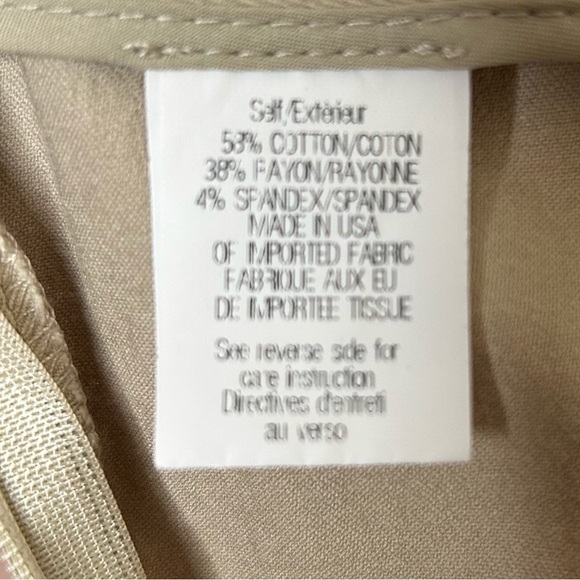 Self/Extérieur
53% COTTON/COTON
38% RAYON/RAYONNE
4% SPANDEX/SPANDEX
MADE IN USA
OF IMPORTED FABRIC
FABRIQUE AUX EU
DE IMPORTEE TISSUE
See reverse side for
care instruction
Directives d'entreti
au verso